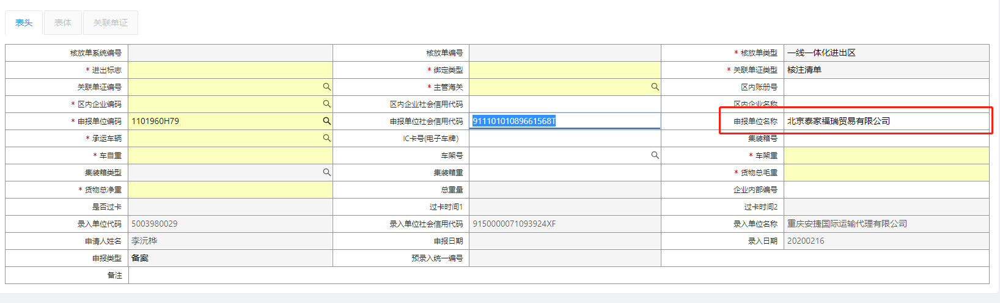 表头 表体 关联单证
核放单系统编号 核放单编号 * 核放单类型 一线一体化进出区
* 进出标志 * 绑定类型 * 关联单证类型 核注清单
关联单证编号 * 主管海关 区内账册号
* 区内企业编码 区内企业社会信用代码 区内企业名称
* 申报单位编码 1101960H79 申报单位社会信用代码 91110101089661568T 申报单位名称 北京泰家福瑞贸易有限公司
* 承运车辆 IC卡号(电子车牌) 集装箱号
* 车自重 车架号 * 车架重
集装箱类型 集装箱重 * 货物总毛重
* 货物总净重 总重量 企业内部编号
是否过卡 过卡时间1 过卡时间2
录入单位代码 5003980029 录入单位社会信用代码 9150000071093924XF 录入单位名称 重庆安捷国际运输代理有限公司
申请人姓名 李沅桦 申报日期 录入日期 20200216
申报类型 备案 预录入统一编号
备注